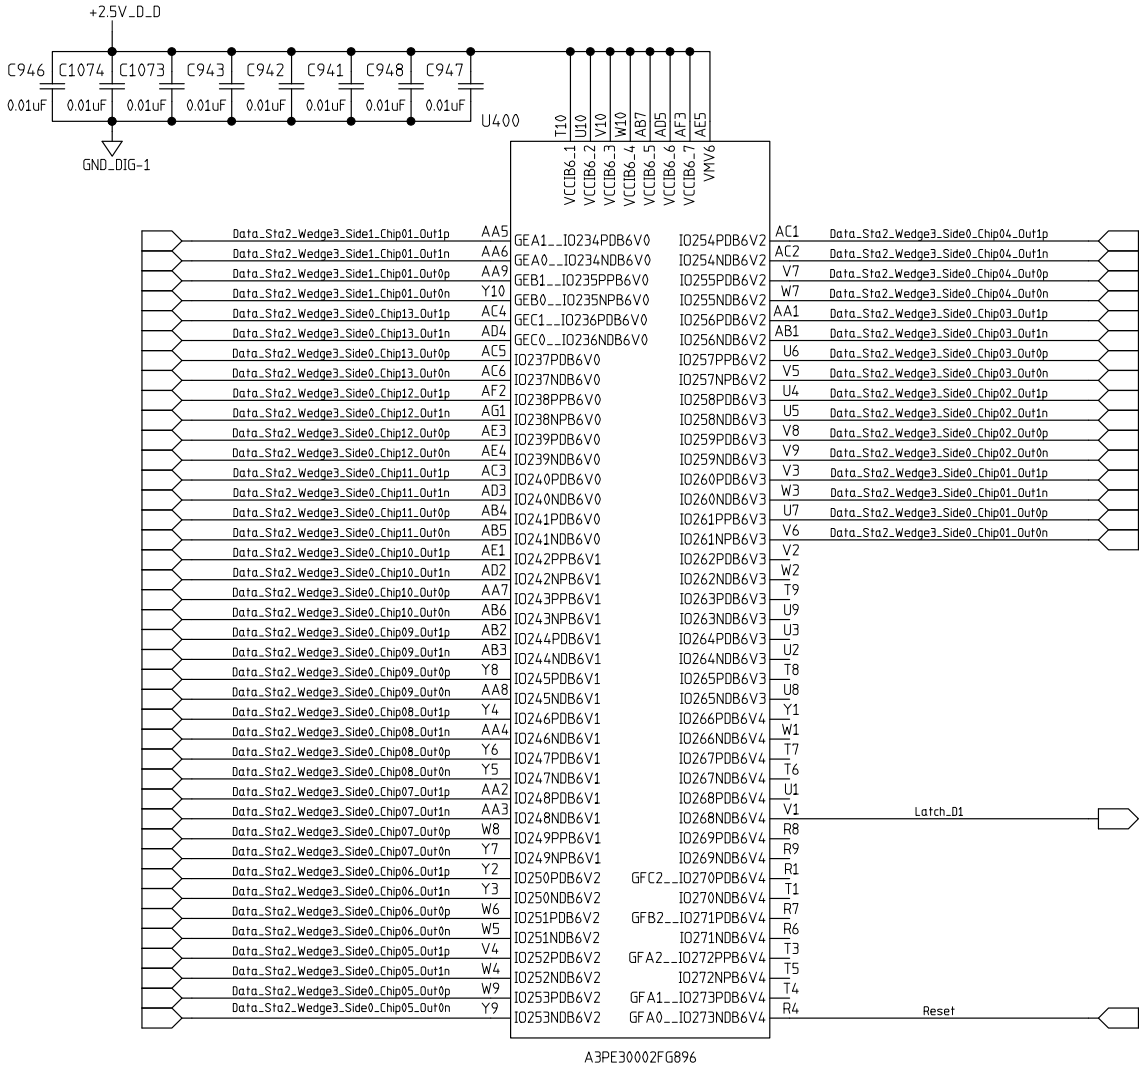 +2.5V_D_D
C946 C1074 C1073 C943 C942 C941 C948 C947
0.01uF 0.01uF 0.01uF 0.01uF 0.01uF 0.01uF 0.01uF 0.01uF
GND_DIG-1
U400
T10 U10 V10 W10 AB7 AD5 AF3 AE5
VCCIB6_1 VCCIB6_2 VCCIB6_3 VCCIB6_4 VCCIB6_5 VCCIB6_6 VCCIB6_7 VMV6
Data_Sta2_Wedge3_Side1_Chip01_Out1p AA5 GEA1__IO234PDB6V0 IO254PDB6V2 AC1 Data_Sta2_Wedge3_Side0_Chip04_Out1p
Data_Sta2_Wedge3_Side1_Chip01_Out1n AA6 GEA0__IO234NDB6V0 IO254NDB6V2 AC2 Data_Sta2_Wedge3_Side0_Chip04_Out1n
Data_Sta2_Wedge3_Side1_Chip01_Out0p AA9 GEB1__IO235PPB6V0 IO255PDB6V2 V7 Data_Sta2_Wedge3_Side0_Chip04_Out0p
Data_Sta2_Wedge3_Side1_Chip01_Out0n Y10 GEB0__IO235NPB6V0 IO255NDB6V2 W7 Data_Sta2_Wedge3_Side0_Chip04_Out0n
Data_Sta2_Wedge3_Side0_Chip13_Out1p AC4 GEC1__IO236PDB6V0 IO256PDB6V2 AA1 Data_Sta2_Wedge3_Side0_Chip03_Out1p
Data_Sta2_Wedge3_Side0_Chip13_Out1n AD4 GEC0__IO236NDB6V0 IO256NDB6V2 AB1 Data_Sta2_Wedge3_Side0_Chip03_Out1n
Data_Sta2_Wedge3_Side0_Chip13_Out0p AC5 IO237PDB6V0 IO257PPB6V2 U6 Data_Sta2_Wedge3_Side0_Chip03_Out0p
Data_Sta2_Wedge3_Side0_Chip13_Out0n AC6 IO237NDB6V0 IO257NPB6V2 V5 Data_Sta2_Wedge3_Side0_Chip03_Out0n
Data_Sta2_Wedge3_Side0_Chip12_Out1p AF2 IO238PPB6V0 IO258PDB6V3 U4 Data_Sta2_Wedge3_Side0_Chip02_Out1p
Data_Sta2_Wedge3_Side0_Chip12_Out1n AG1 IO238NPB6V0 IO258NDB6V3 U5 Data_Sta2_Wedge3_Side0_Chip02_Out1n
Data_Sta2_Wedge3_Side0_Chip12_Out0p AE3 IO239PDB6V0 IO259PDB6V3 V8 Data_Sta2_Wedge3_Side0_Chip02_Out0p
Data_Sta2_Wedge3_Side0_Chip12_Out0n AE4 IO239NDB6V0 IO259NDB6V3 V9 Data_Sta2_Wedge3_Side0_Chip02_Out0n
Data_Sta2_Wedge3_Side0_Chip11_Out1p AC3 IO240PDB6V0 IO260PDB6V3 V3 Data_Sta2_Wedge3_Side0_Chip01_Out1p
Data_Sta2_Wedge3_Side0_Chip11_Out1n AD3 IO240NDB6V0 IO260NDB6V3 W3 Data_Sta2_Wedge3_Side0_Chip01_Out1n
Data_Sta2_Wedge3_Side0_Chip11_Out0p AB4 IO241PDB6V0 IO261PPB6V3 U7 Data_Sta2_Wedge3_Side0_Chip01_Out0p
Data_Sta2_Wedge3_Side0_Chip11_Out0n AB5 IO241NDB6V0 IO261NPB6V3 V6 Data_Sta2_Wedge3_Side0_Chip01_Out0n
Data_Sta2_Wedge3_Side0_Chip10_Out1p AE1 IO242PPB6V1 IO262PDB6V3 V2
Data_Sta2_Wedge3_Side0_Chip10_Out1n AD2 IO242NPB6V1 IO262NDB6V3 W2
Data_Sta2_Wedge3_Side0_Chip10_Out0p AA7 IO243PPB6V1 IO263PDB6V3 T9
Data_Sta2_Wedge3_Side0_Chip10_Out0n AB6 IO243NPB6V1 IO263NDB6V3 U9
Data_Sta2_Wedge3_Side0_Chip09_Out1p AB2 IO244PDB6V1 IO264PDB6V3 U3
Data_Sta2_Wedge3_Side0_Chip09_Out1n AB3 IO244NDB6V1 IO264NDB6V3 U2
Data_Sta2_Wedge3_Side0_Chip09_Out0p Y8 IO245PDB6V1 IO265PDB6V3 T8
Data_Sta2_Wedge3_Side0_Chip09_Out0n AA8 IO245NDB6V1 IO265NDB6V3 U8
Data_Sta2_Wedge3_Side0_Chip08_Out1p Y4 IO246PDB6V1 IO266PDB6V4 Y1
Data_Sta2_Wedge3_Side0_Chip08_Out1n AA4 IO246NDB6V1 IO266NDB6V4 W1
Data_Sta2_Wedge3_Side0_Chip08_Out0p Y6 IO247PDB6V1 IO267PDB6V4 T7
Data_Sta2_Wedge3_Side0_Chip08_Out0n Y5 IO247NDB6V1 IO267NDB6V4 T6
Data_Sta2_Wedge3_Side0_Chip07_Out1p AA2 IO248PDB6V1 IO268PDB6V4 U1
Data_Sta2_Wedge3_Side0_Chip07_Out1n AA3 IO248NDB6V1 IO268NDB6V4 V1 Latch_D1
Data_Sta2_Wedge3_Side0_Chip07_Out0p W8 IO249PPB6V1 IO269PDB6V4 R8
Data_Sta2_Wedge3_Side0_Chip07_Out0n Y7 IO249NPB6V1 IO269NDB6V4 R9
Data_Sta2_Wedge3_Side0_Chip06_Out1p Y2 IO250PDB6V2 GFC2__IO270PDB6V4 R1
Data_Sta2_Wedge3_Side0_Chip06_Out1n Y3 IO250NDB6V2 IO270NDB6V4 T1
Data_Sta2_Wedge3_Side0_Chip06_Out0p W6 IO251PDB6V2 GFB2__IO271PDB6V4 R7
Data_Sta2_Wedge3_Side0_Chip06_Out0n W5 IO251NDB6V2 IO271NDB6V4 R6
Data_Sta2_Wedge3_Side0_Chip05_Out1p V4 IO252PDB6V2 GFA2__IO272PPB6V4 T3
Data_Sta2_Wedge3_Side0_Chip05_Out1n W4 IO252NDB6V2 IO272NPB6V4 T5
Data_Sta2_Wedge3_Side0_Chip05_Out0p W9 IO253PDB6V2 GFA1__IO273PDB6V4 T4
Data_Sta2_Wedge3_Side0_Chip05_Out0n Y9 IO253NDB6V2 GFA0__IO273NDB6V4 R4 Reset
A3PE30002FG896